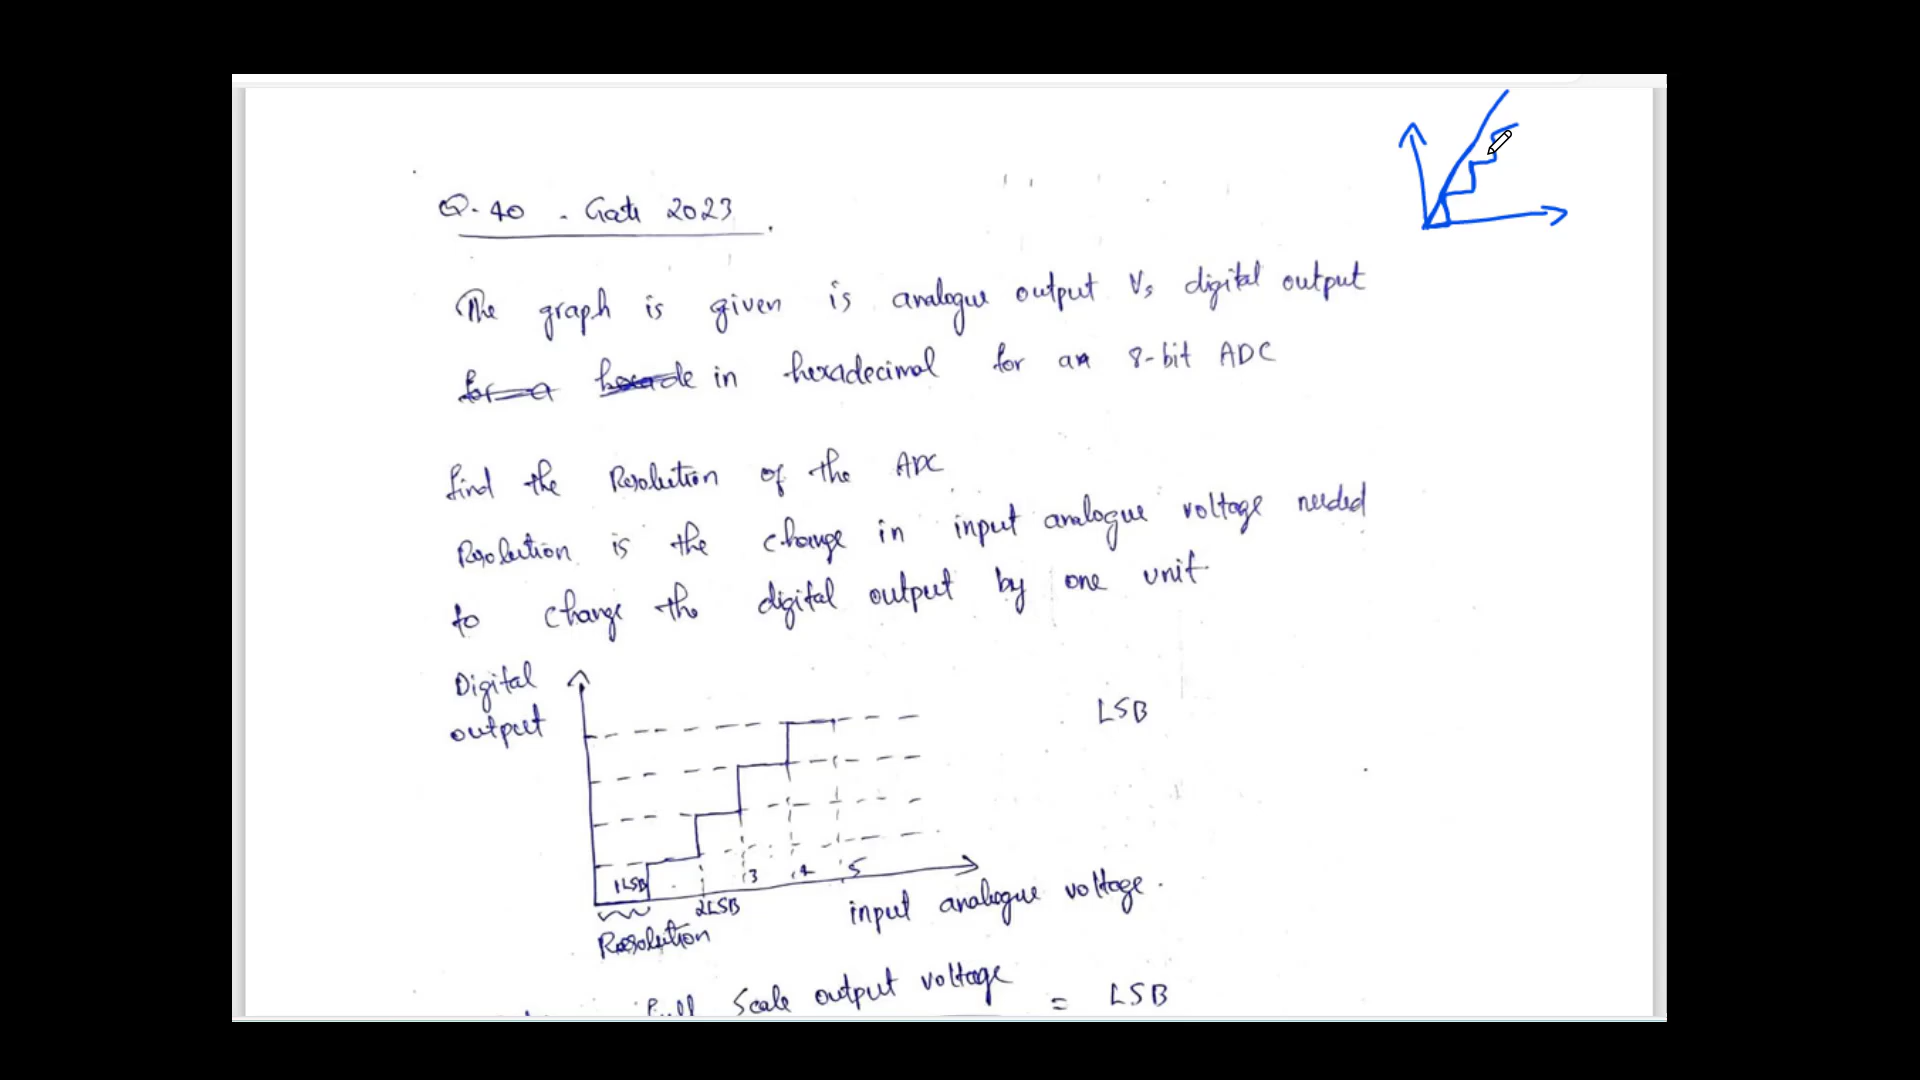 Q. 40 . Gate 2023
The graph is given is analogue output Vs digital output
for a hexade in hexadecimal for an 8-bit ADC
find the Resolution of the ADC
Resolution is the change in input analogue voltage needed
to change the digital output by one unit
Digital
output
LSB
1LSB
2LSB
3
4
5
input analogue voltage.
Resolution
Full Scale output voltage
= LSB